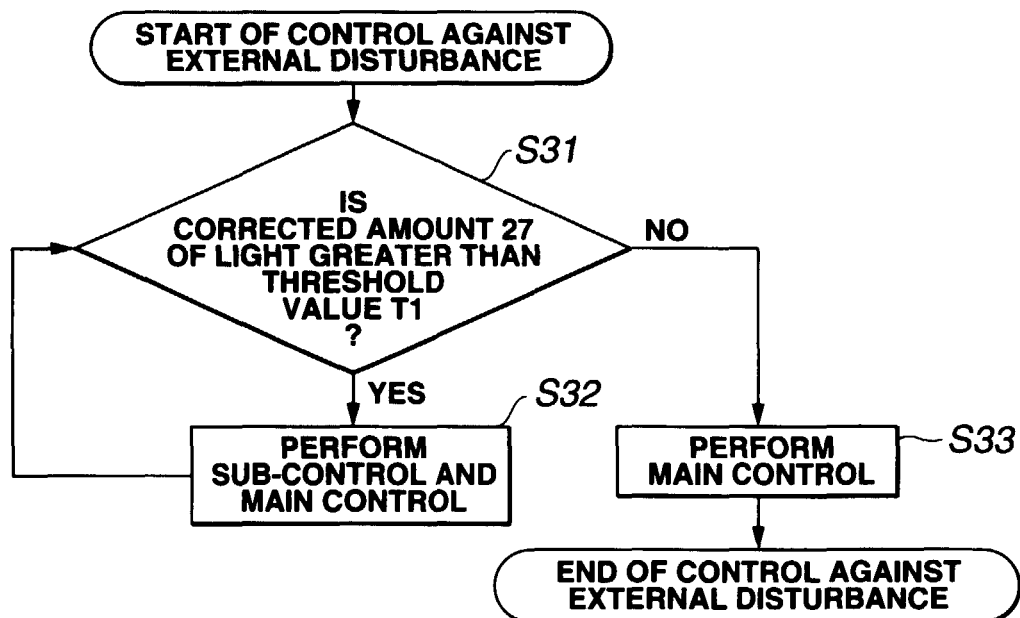 START OF CONTROL AGAINST
EXTERNAL DISTURBANCE
S31
IS
CORRECTED AMOUNT 27
OF LIGHT GREATER THAN
THRESHOLD
VALUE T1
?
NO
YES
S32
PERFORM
SUB-CONTROL AND
MAIN CONTROL
S33
PERFORM
MAIN CONTROL
END OF CONTROL AGAINST
EXTERNAL DISTURBANCE